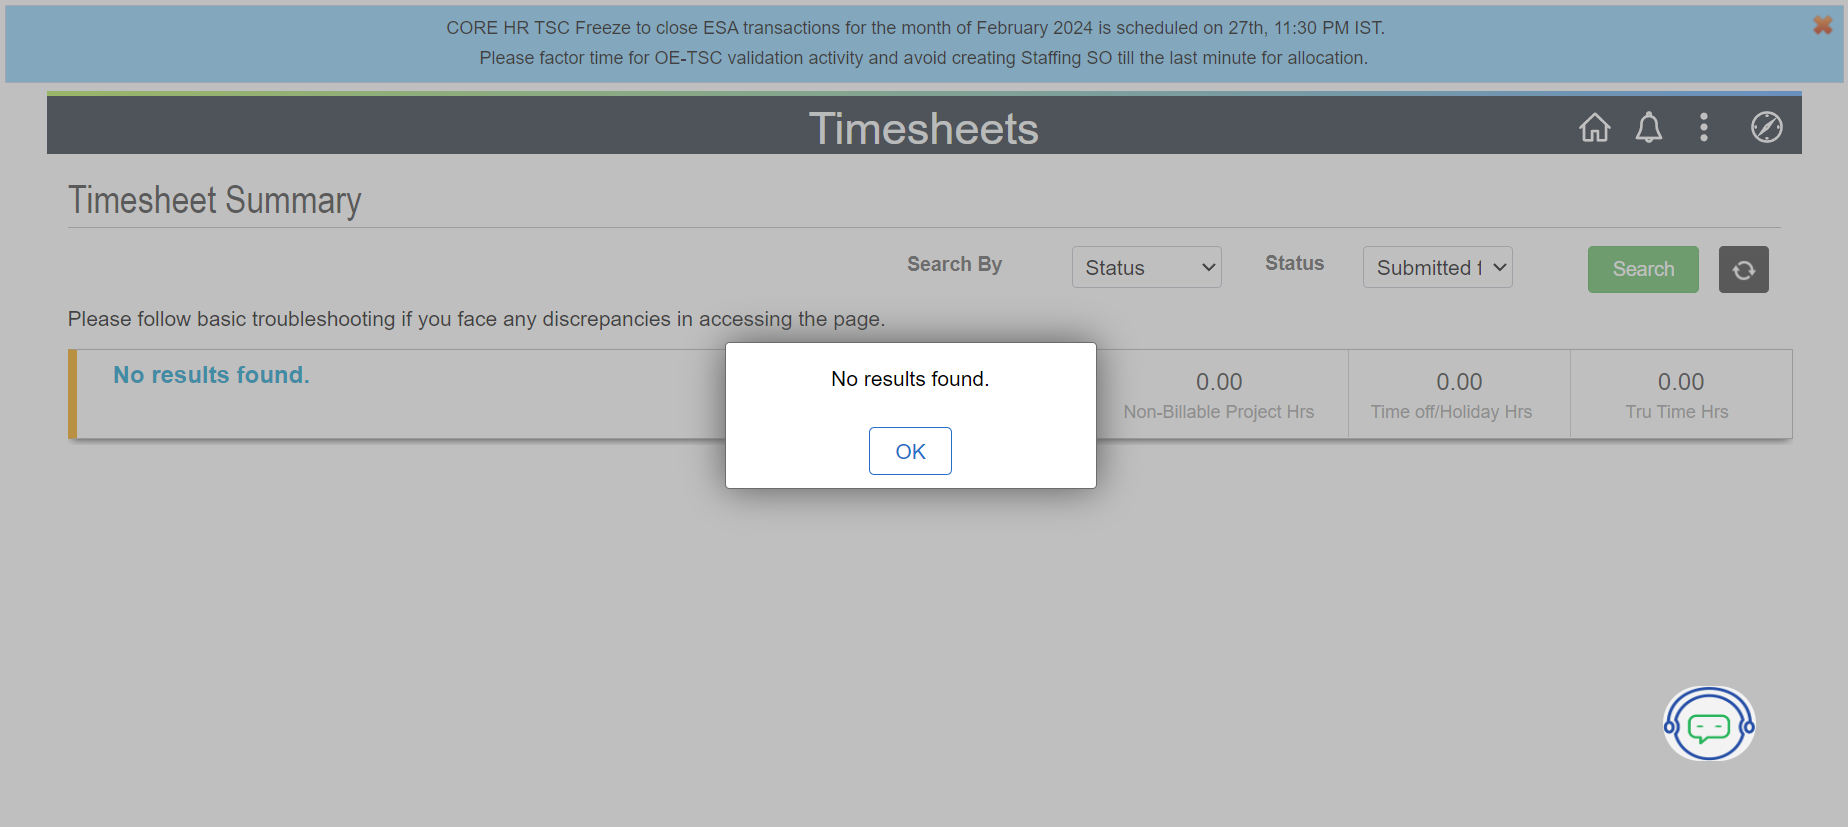 CORE HR TSC Freeze to close ESA transactions for the month of February 2024 is scheduled on 27th, 11:30 PM IST.
Please factor time for OE-TSC validation activity and avoid creating Staffing SO till the last minute for allocation.
Timesheets
Timesheet Summary
Search By
Status
Status
Submitted
Search
Please follow basic troubleshooting if you face any discrepancies in accessing the page.
No results found.
No results found.
OK
0.00
Non-Billable Project Hrs
0.00
Time off/Holiday Hrs
0.00
Tru Time Hrs